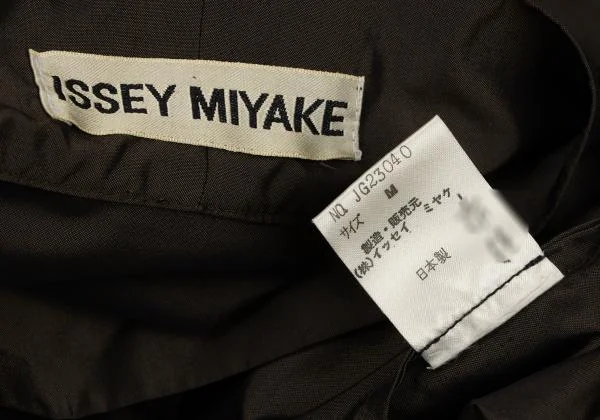 ISSEY MIYAKE
NO. JG23040
サイズ M
製造・販売元
(株)イッセイ ミヤケ
日本製